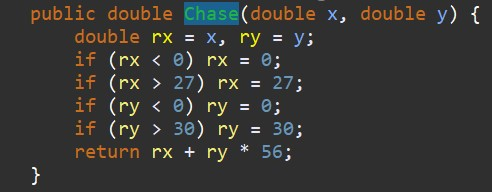 public double Chase(double x, double y) {
double rx = x, ry = y;
if (rx < 0) rx = 0;
if (rx > 27) rx = 27;
if (ry < 0) ry = 0;
if (ry > 30) ry = 30;
return rx + ry * 56;
}